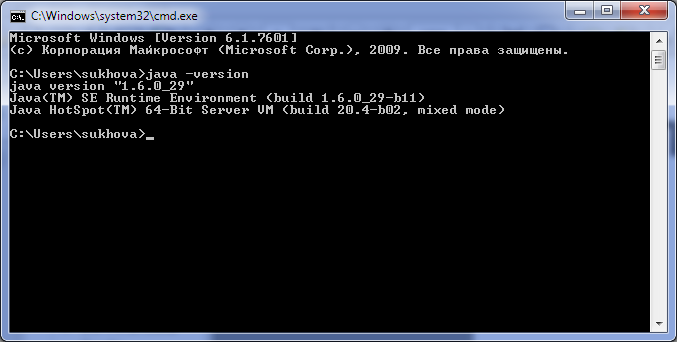 C:\Windows\system32\cmd.exe
Microsoft Windows [Version 6.1.7601]
(c) Корпорация Майкрософт (Microsoft Corp.), 2009. Все права защищены.
C:\Users\sukhova>java -version
java version "1.6.0_29"
Java(TM) SE Runtime Environment (build 1.6.0_29-b11)
Java HotSpot(TM) 64-Bit Server VM (build 20.4-b02, mixed mode)
C:\Users\sukhova>_